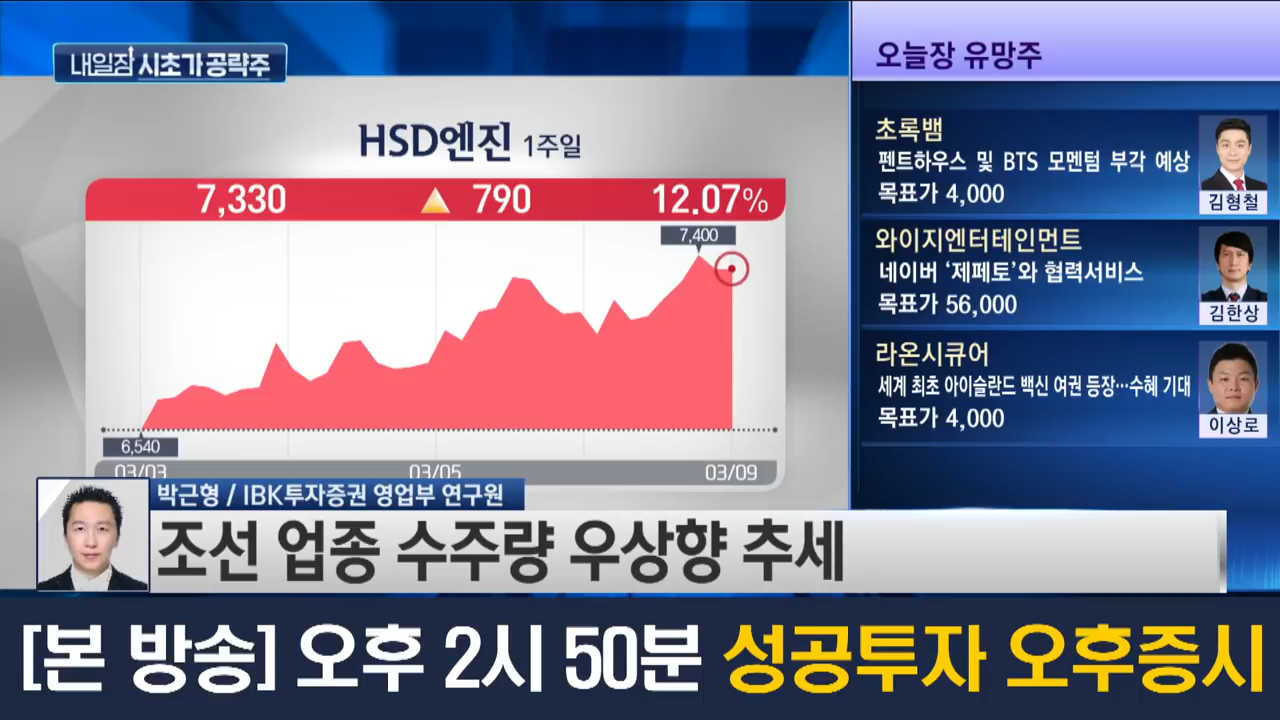 내일장 시초가 공략주
HSD엔진 1주일
7,330 ▲ 790 12.07%
7,400
6,540
03/03 03/05 03/09
오늘장 유망주
초록뱀
펜트하우스 및 BTS 모멘텀 부각 예상
목표가 4,000
김형철
와이지엔터테인먼트
네이버 ‘제페토’와 협력서비스
목표가 56,000
김한상
라온시큐어
세계 최초 아이슬란드 백신 여권 등장…수혜 기대
목표가 4,000
이상로
박근형 / IBK투자증권 영업부 연구원
조선 업종 수주량 우상향 추세
[본 방송] 오후 2시 50분 성공투자 오후증시